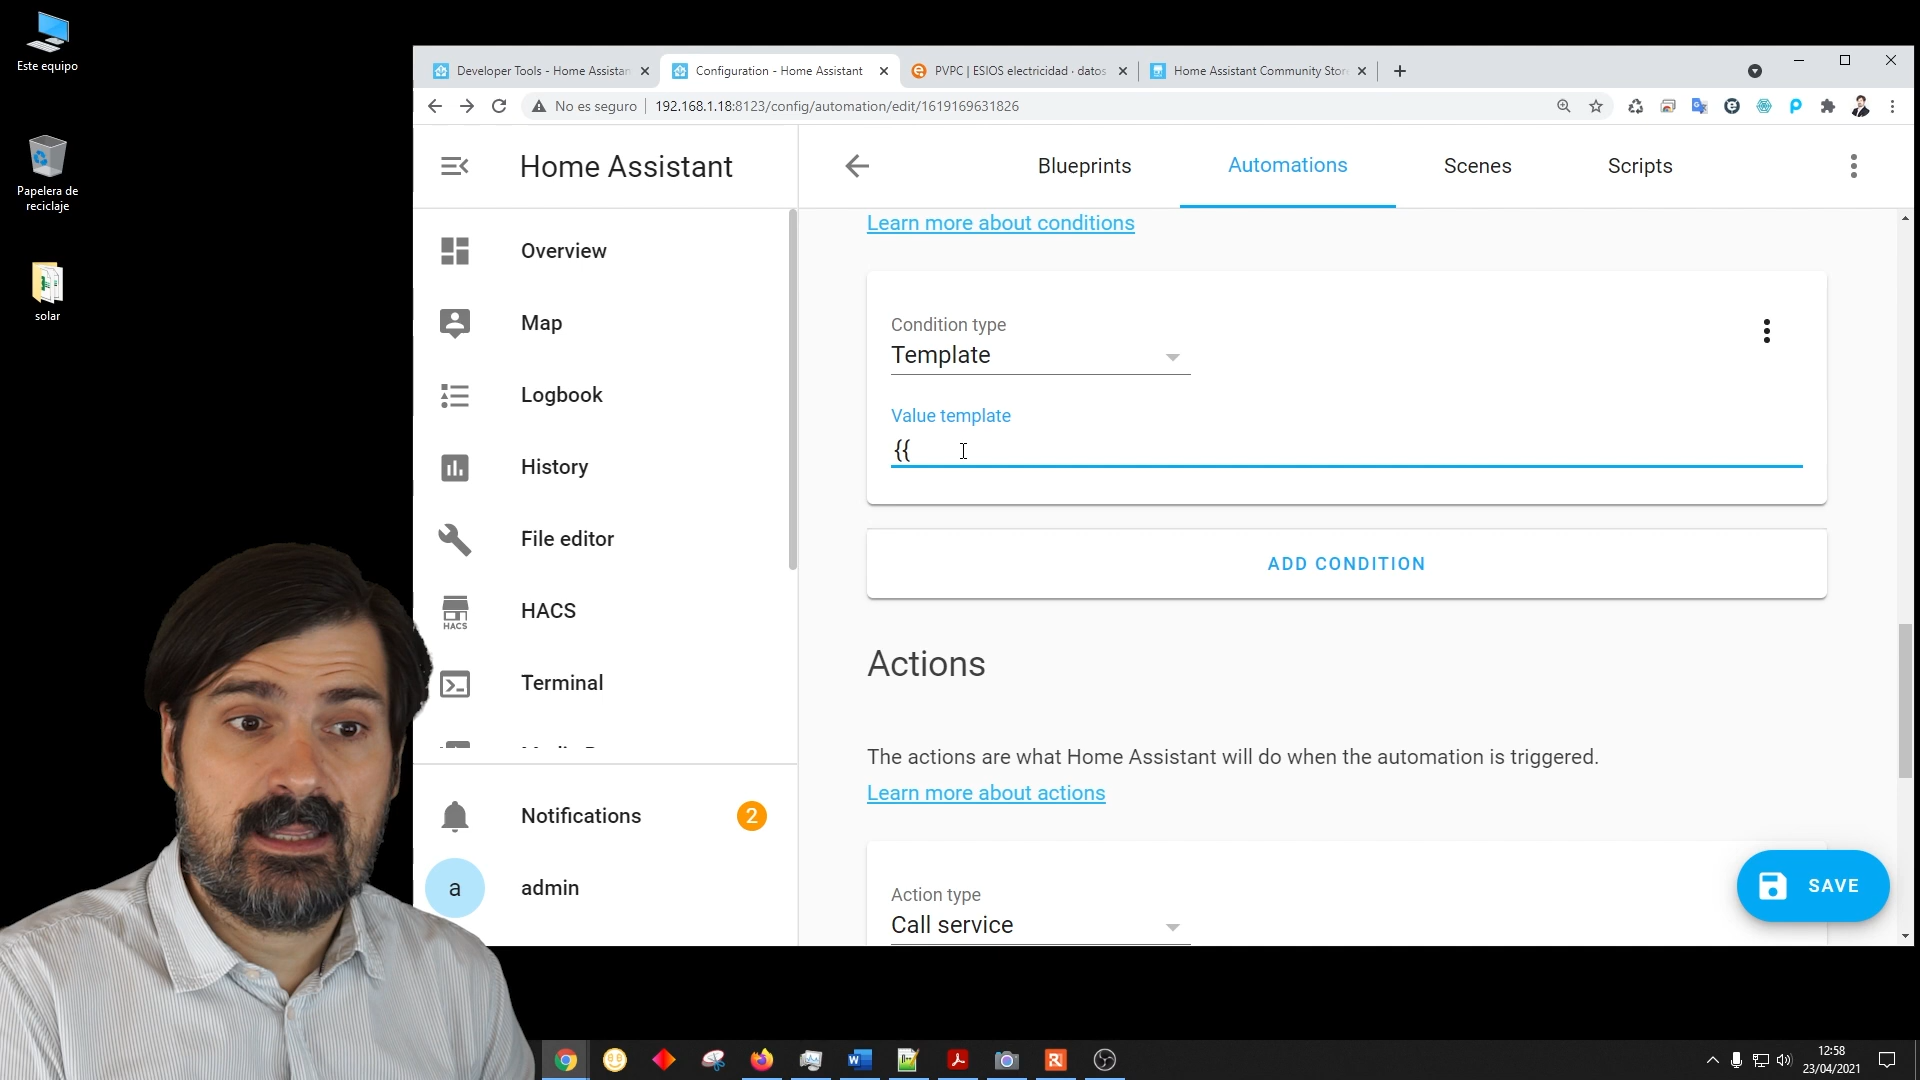 Este equipo
Papelera de
reciclaje
solar
Developer Tools - Home Assistan
Configuration - Home Assistant
PVPC | ESIOS electricidad · datos
Home Assistant Community Store
No es seguro
192.168.1.18:8123/config/automation/edit/1619169631826
Home Assistant
Blueprints
Automations
Scenes
Scripts
Overview
Map
Logbook
History
File editor
HACS
HACS
Terminal
Notifications
2
a
admin
Learn more about conditions
Condition type
Template
Value template
{{
ADD CONDITION
Actions
The actions are what Home Assistant will do when the automation is triggered.
Learn more about actions
Action type
Call service
SAVE
12:58
23/04/2021